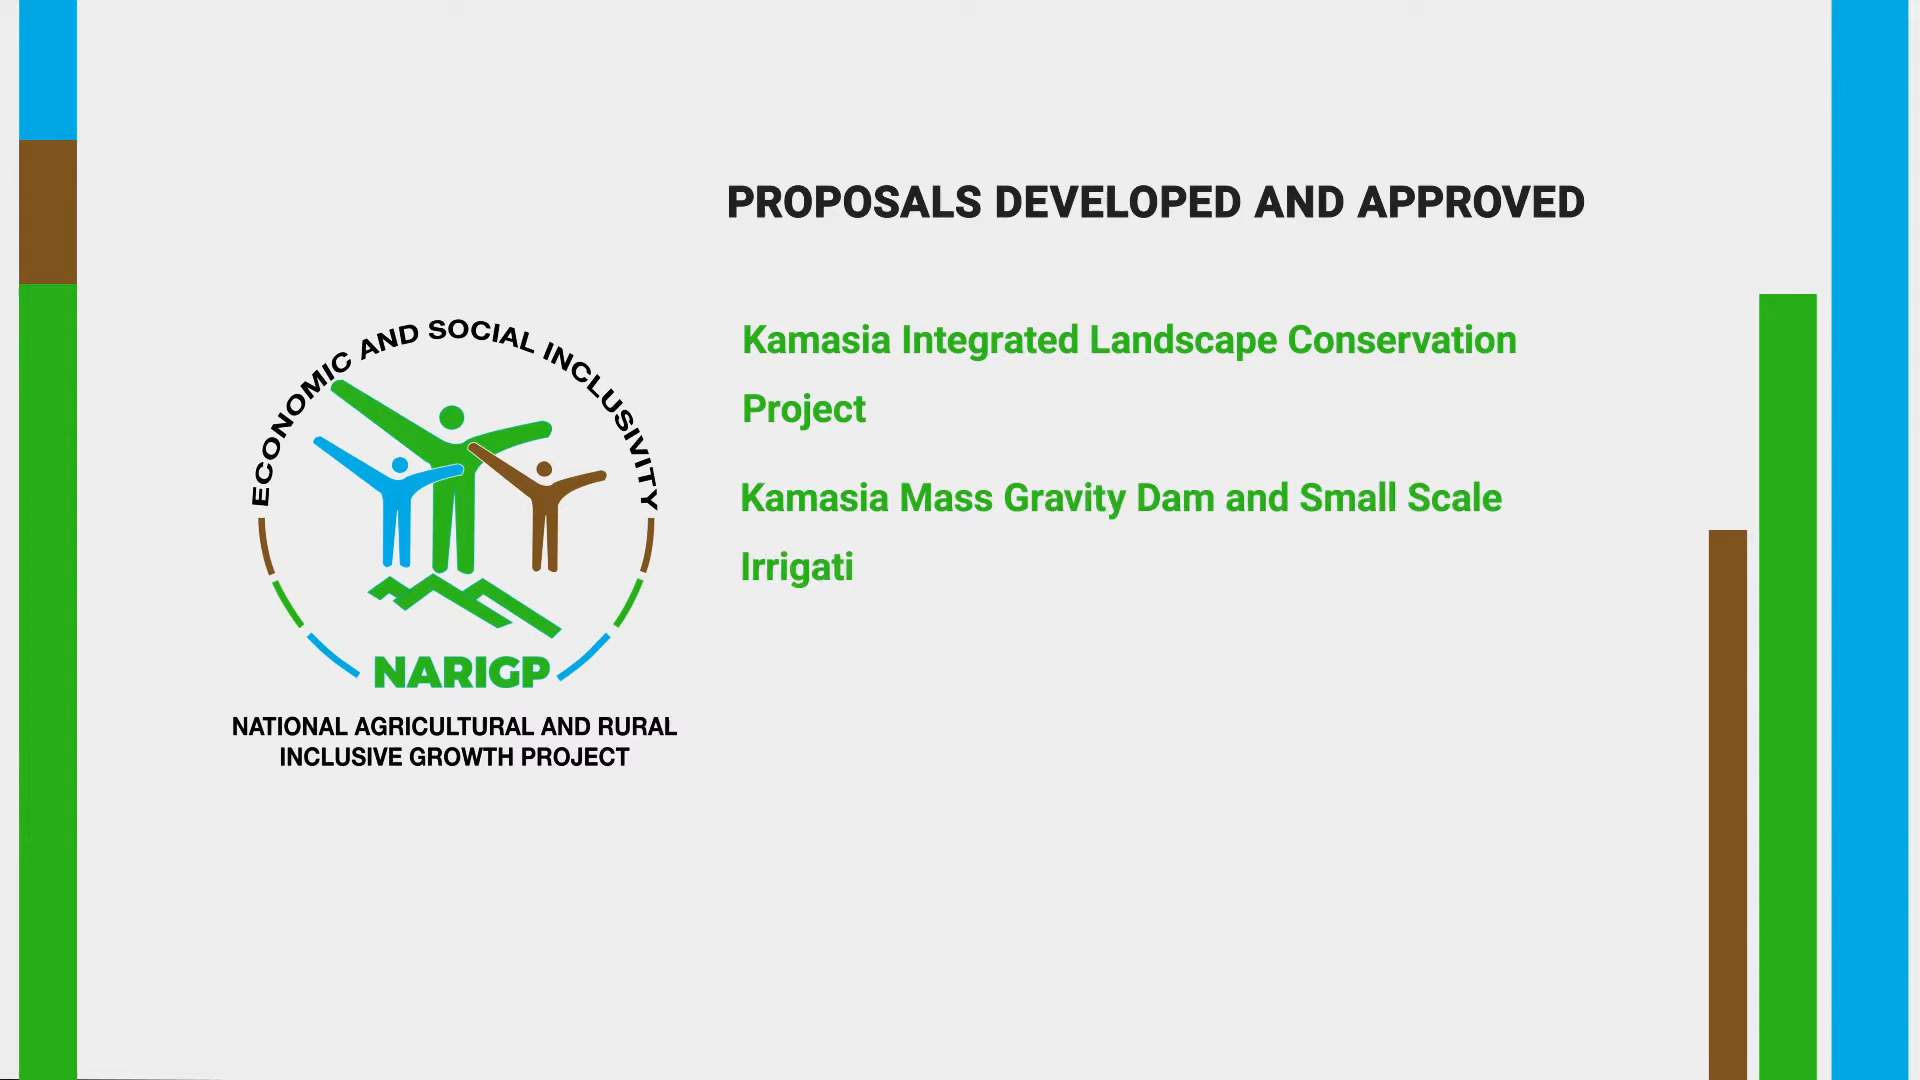 PROPOSALS DEVELOPED AND APPROVED
Kamasia Integrated Landscape Conservation
Project
Kamasia Mass Gravity Dam and Small Scale
Irrigati
ECONOMIC AND SOCIAL INCLUSIVITY
NARIGP
NATIONAL AGRICULTURAL AND RURAL
INCLUSIVE GROWTH PROJECT